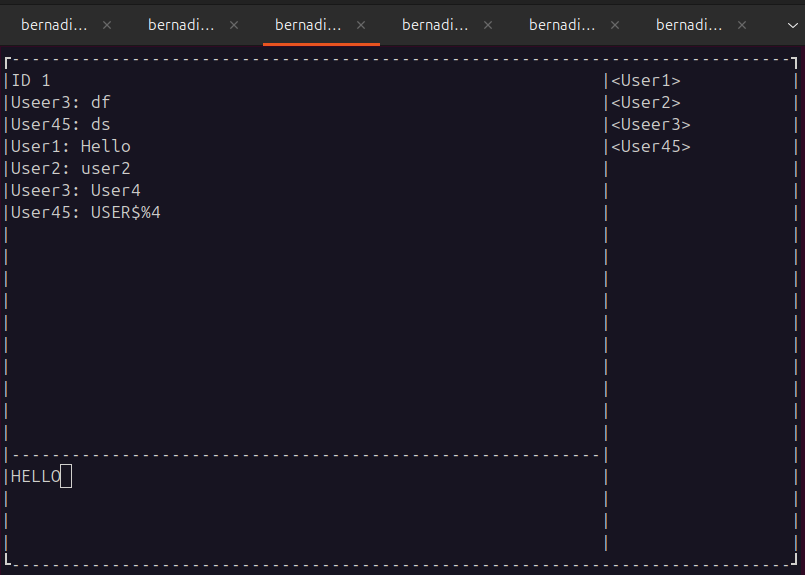 bernadi... × bernadi... × bernadi... × bernadi... × bernadi... × bernadi... ×
ID 1
Useer3: df
User45: ds
User1: Hello
User2: user2
Useer3: User4
User45: USER$%4
<User1>
<User2>
<Useer3>
<User45>
HELLO